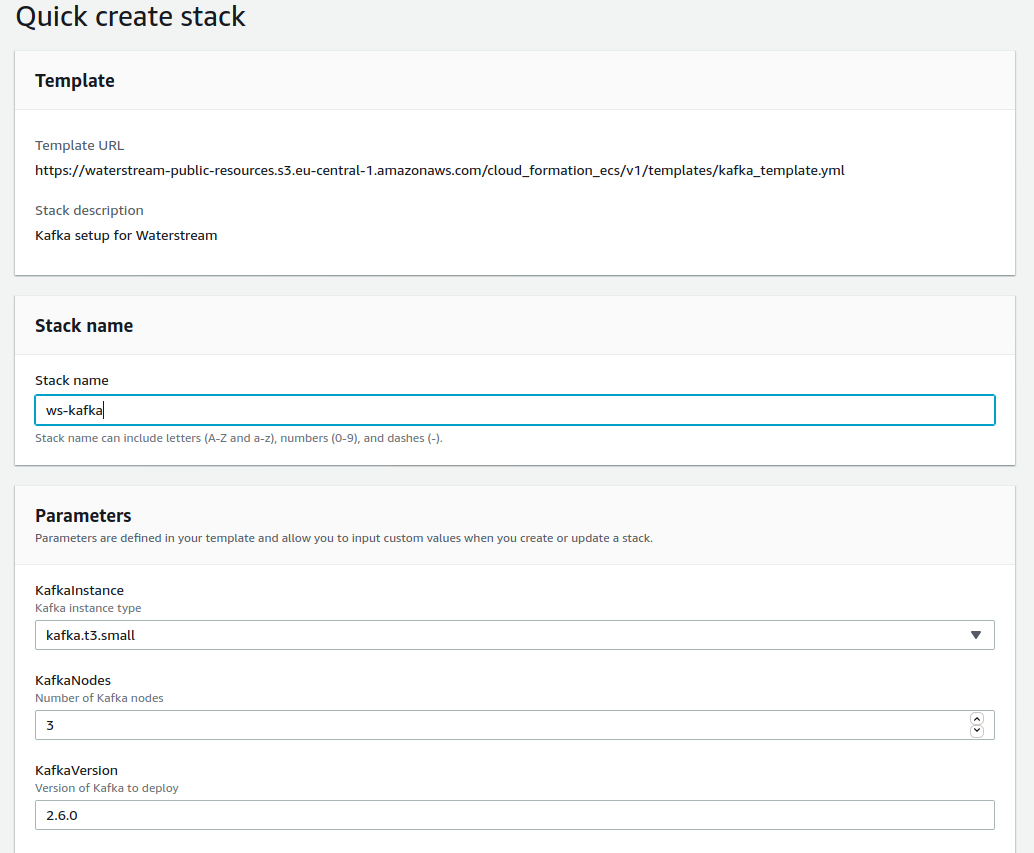 Quick create stack
Template
Template URL
https://waterstream-public-resources.s3.eu-central-1.amazonaws.com/cloud_formation_ecs/v1/templates/kafka_template.yml
Stack description
Kafka setup for Waterstream
Stack name
Stack name
ws-kafka
Stack name can include letters (A-Z and a-z), numbers (0-9), and dashes (-).
Parameters
Parameters are defined in your template and allow you to input custom values when you create or update a stack.
KafkaInstance
Kafka instance type
kafka.t3.small
KafkaNodes
Number of Kafka nodes
3
KafkaVersion
Version of Kafka to deploy
2.6.0